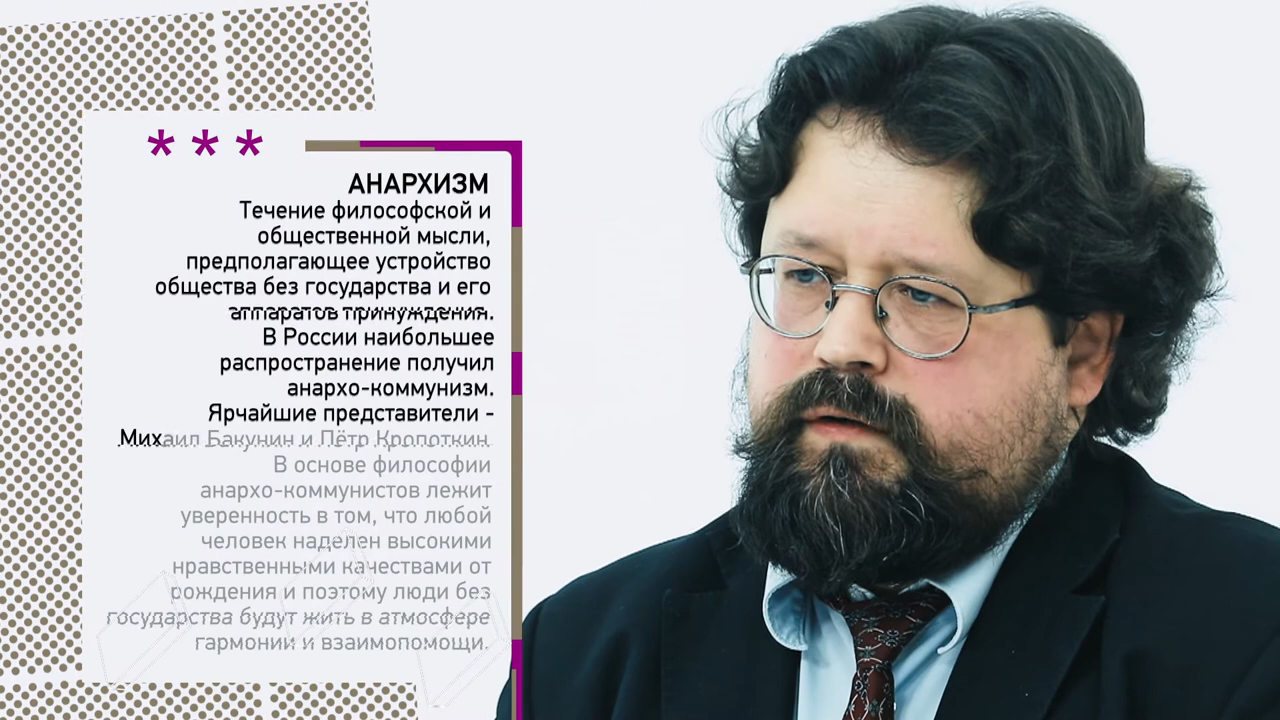 ***
АНАРХИЗМ
Течение философской и
общественной мысли,
предполагающее устройство
общества без государства и его
аппаратов принуждения.
В России наибольшее
распространение получил
анархо-коммунизм.
Ярчайшие представители -
Михаил Бакунин и Пётр Кропоткин.
В основе философии
анархо-коммунистов лежит
уверенность в том, что любой
человек наделен высокими
нравственными качествами от
рождения и поэтому люди без
государства будут жить в атмосфере
гармонии и взаимопомощи.